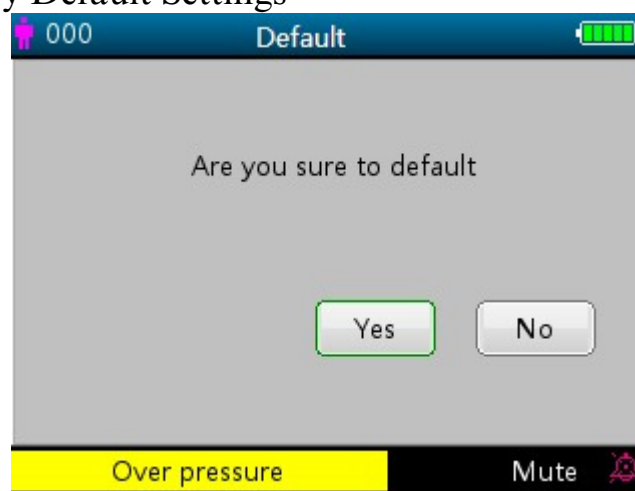 y Default Settings
000 Default
Are you sure to default
Yes No
Over pressure Mute